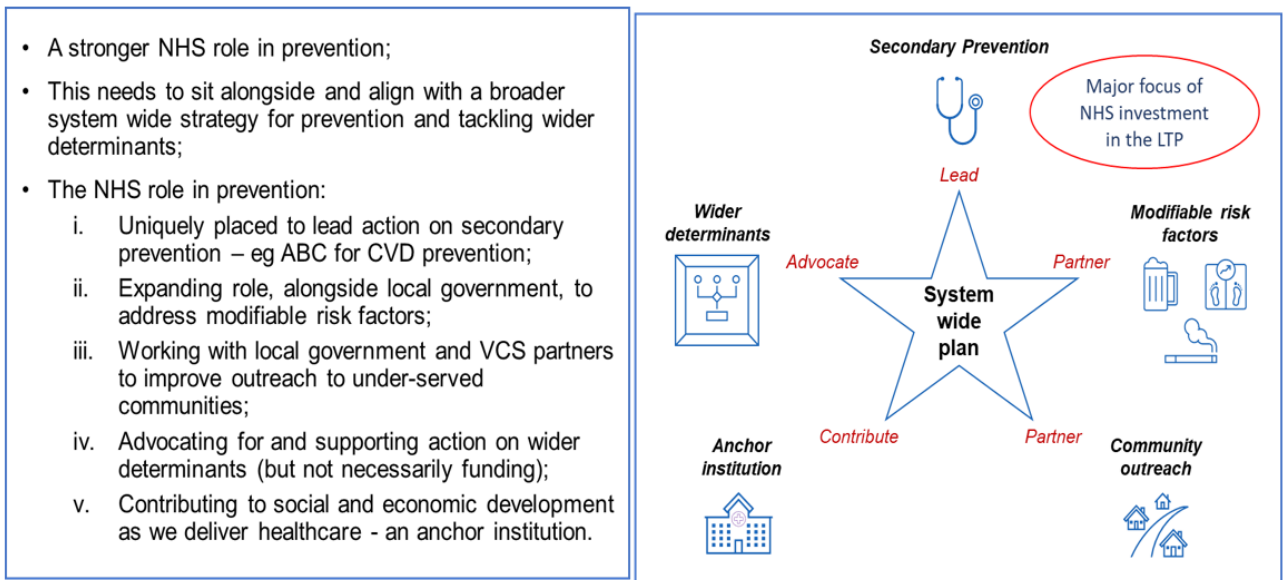 • A stronger NHS role in prevention;
• This needs to sit alongside and align with a broader
system wide strategy for prevention and tackling wider
determinants;
• The NHS role in prevention:
i. Uniquely placed to lead action on secondary
prevention – eg ABC for CVD prevention;
ii. Expanding role, alongside local government, to
address modifiable risk factors;
iii. Working with local government and VCS partners
to improve outreach to under-served
communities;
iv. Advocating for and supporting action on wider
determinants (but not necessarily funding);
v. Contributing to social and economic development
as we deliver healthcare - an anchor institution.
Secondary Prevention
Major focus of
NHS investment
in the LTP
Lead
Wider
determinants
Modifiable risk
factors
Advocate
Partner
System
wide
plan
Contribute
Partner
Anchor
institution
Community
outreach